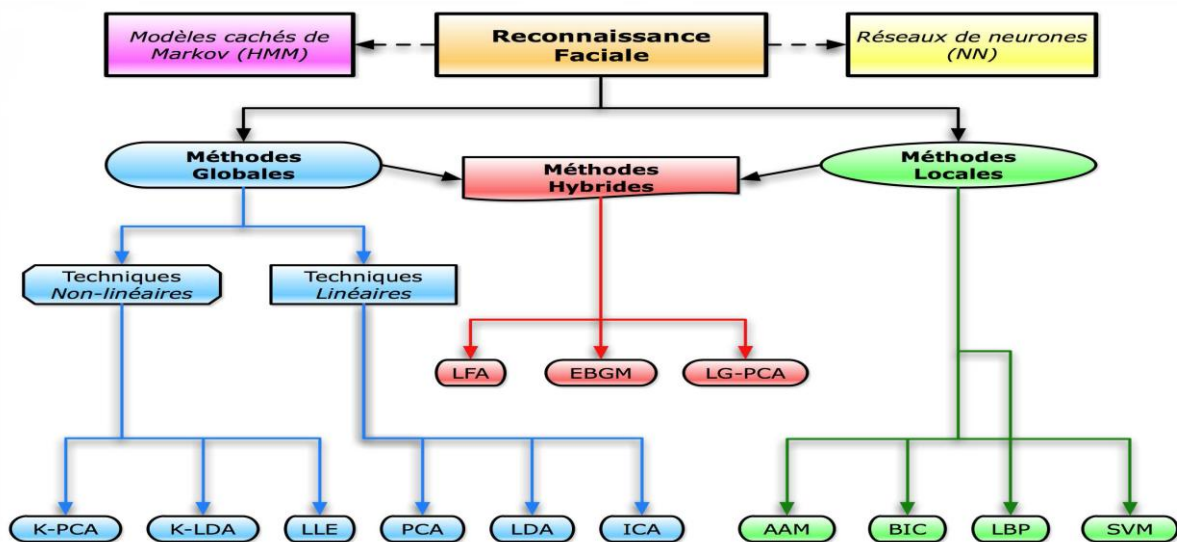 Modèles cachés de
Markov (HMM)
Reconnaissance
Faciale
Réseaux de neurones
(NN)
Méthodes
Globales
Méthodes
Hybrides
Méthodes
Locales
Techniques
Non-linéaires
Techniques
Linéaires
LFA
EBGM
LG-PCA
K-PCA
K-LDA
LLE
PCA
LDA
ICA
AAM
BIC
LBP
SVM